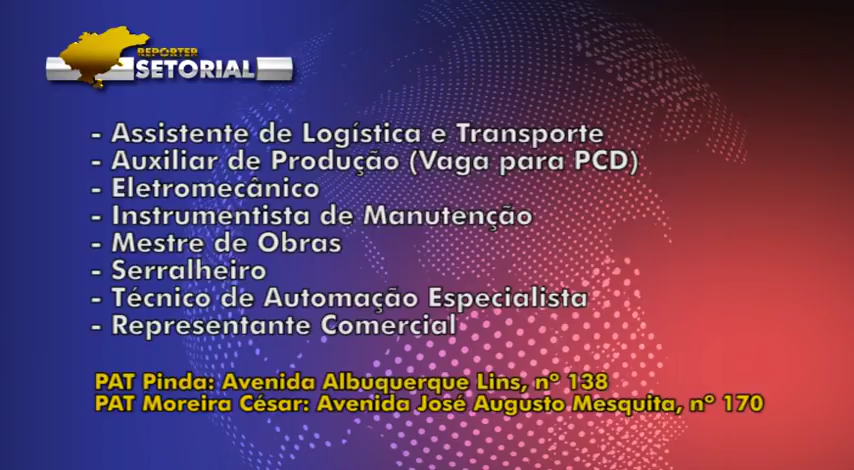 REPORTER
SETORIAL
- Assistente de Logística e Transporte
- Auxiliar de Produção (Vaga para PCD)
- Eletromecânico
- Instrumentista de Manutenção
- Mestre de Obras
- Serralheiro
- Técnico de Automação Especialista
- Representante Comercial
PAT Pinda: Avenida Albuquerque Lins, nº 138
PAT Moreira César: Avenida José Augusto Mesquita, nº 170